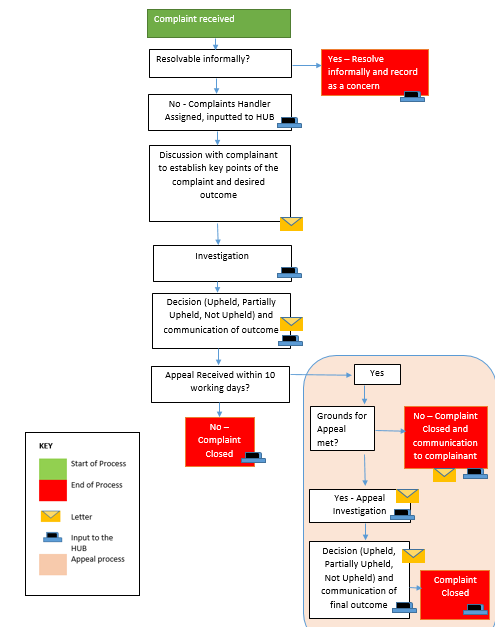 Complaint received
Resolvable informally?
Yes – Resolve
informally and record
as a concern
No - Complaints Handler
Assigned, inputted to HUB
Discussion with complainant
to establish key points of the
complaint and desired
outcome
Investigation
Decision (Upheld, Partially
Upheld, Not Upheld) and
communication of outcome
Appeal Received within 10
working days?
Yes
No –
Complaint
Closed
Grounds for
Appeal
met?
No – Complaint
Closed and
communication
to complainant
Yes - Appeal
Investigation
Decision (Upheld,
Partially Upheld,
Not Upheld) and
communication of
final outcome
Complaint
Closed
KEY
Start of Process
End of Process
Letter
Input to the
HUB
Appeal process